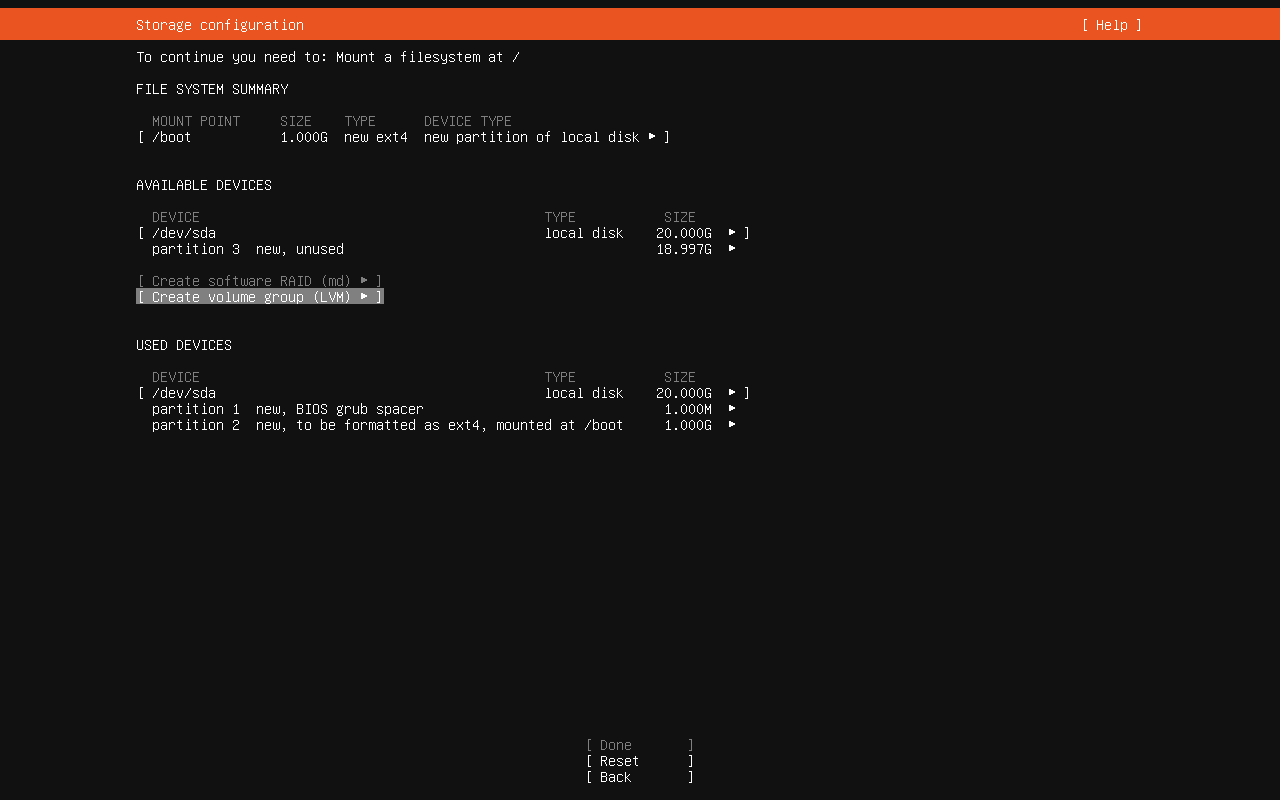 Storage configuration [ Help ]
To continue you need to: Mount a filesystem at /
FILE SYSTEM SUMMARY
MOUNT POINT SIZE TYPE DEVICE TYPE
[ /boot 1.000G new ext4 new partition of local disk ▸ ]
AVAILABLE DEVICES
DEVICE TYPE SIZE
[ /dev/sda local disk 20.000G ▸ ]
partition 3 new, unused 18.997G ▸
[ Create software RAID (md) ▸ ]
[ Create volume group (LVM) ▸ ]
USED DEVICES
DEVICE TYPE SIZE
[ /dev/sda local disk 20.000G ▸ ]
partition 1 new, BIOS grub spacer 1.000M ▸
partition 2 new, to be formatted as ext4, mounted at /boot 1.000G ▸
[ Done ]
[ Reset ]
[ Back ]